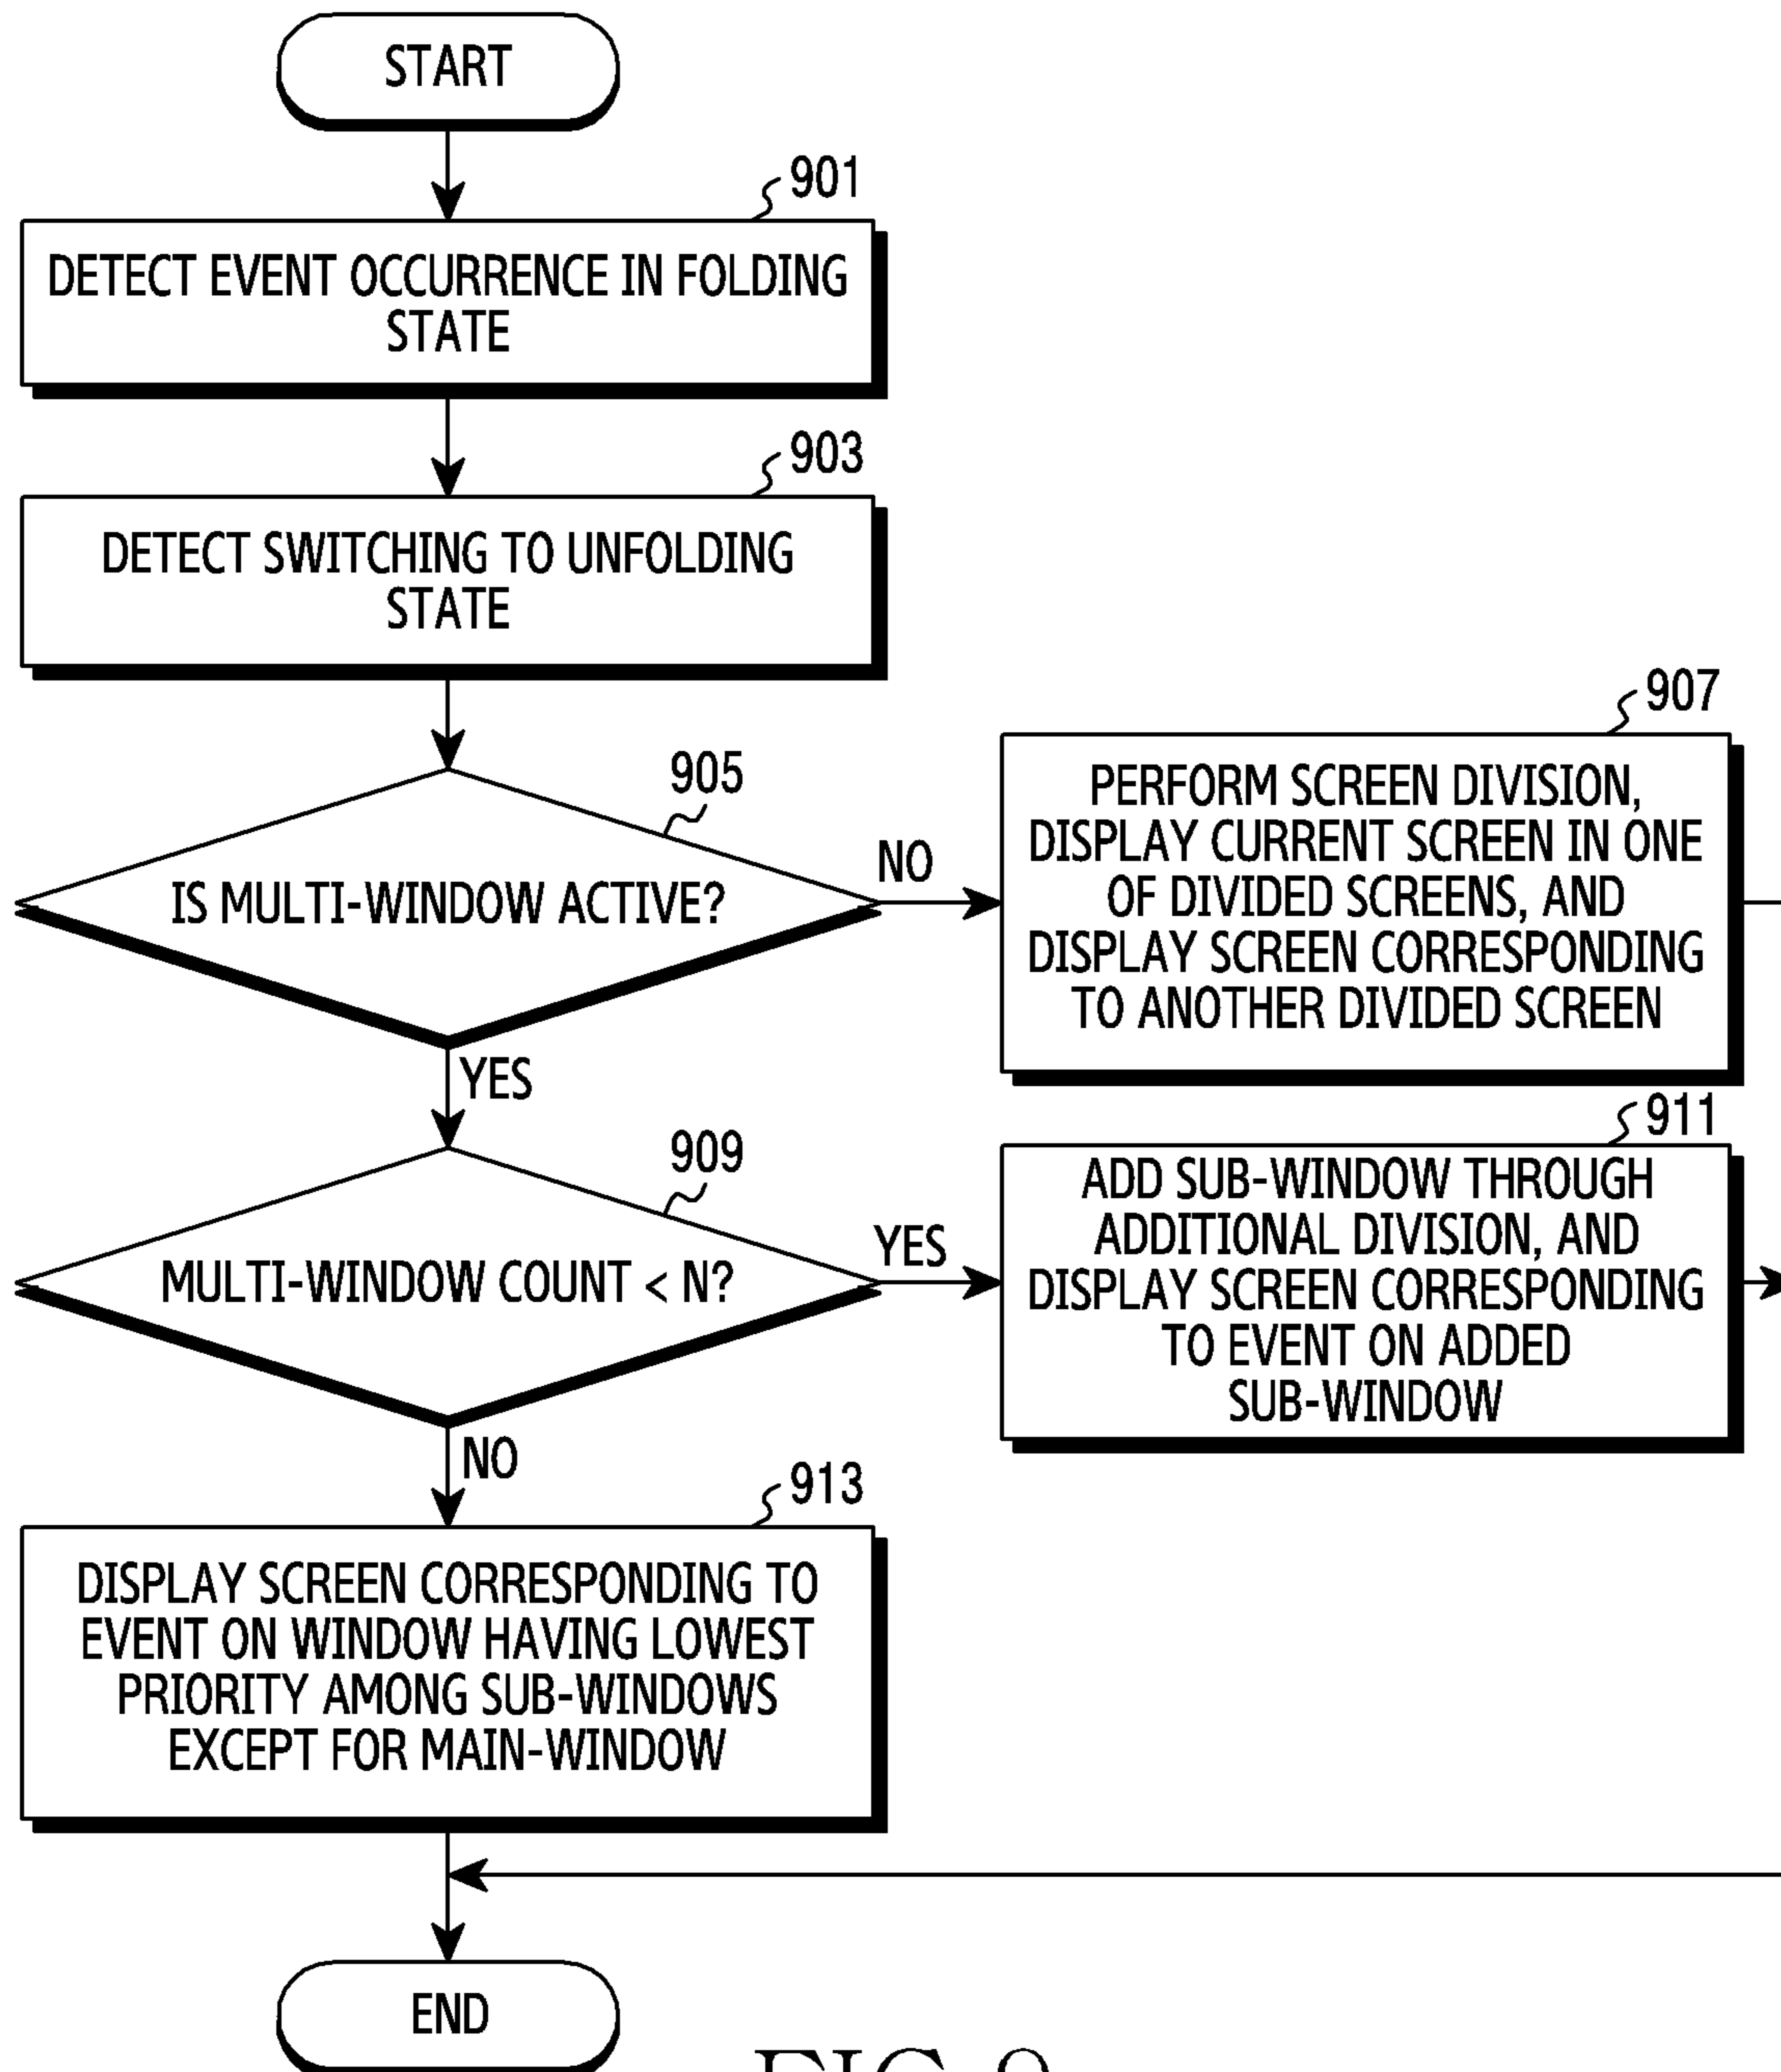 START
901
DETECT EVENT OCCURRENCE IN FOLDING
STATE
903
DETECT SWITCHING TO UNFOLDING
STATE
905
IS MULTI-WINDOW ACTIVE?
NO
907
PERFORM SCREEN DIVISION,
DISPLAY CURRENT SCREEN IN ONE
OF DIVIDED SCREENS, AND
DISPLAY SCREEN CORRESPONDING
TO ANOTHER DIVIDED SCREEN
YES
909
MULTI-WINDOW COUNT < N?
YES
911
ADD SUB-WINDOW THROUGH
ADDITIONAL DIVISION, AND
DISPLAY SCREEN CORRESPONDING
TO EVENT ON ADDED
SUB-WINDOW
NO
913
DISPLAY SCREEN CORRESPONDING TO
EVENT ON WINDOW HAVING LOWEST
PRIORITY AMONG SUB-WINDOWS
EXCEPT FOR MAIN-WINDOW
END
FIG.9